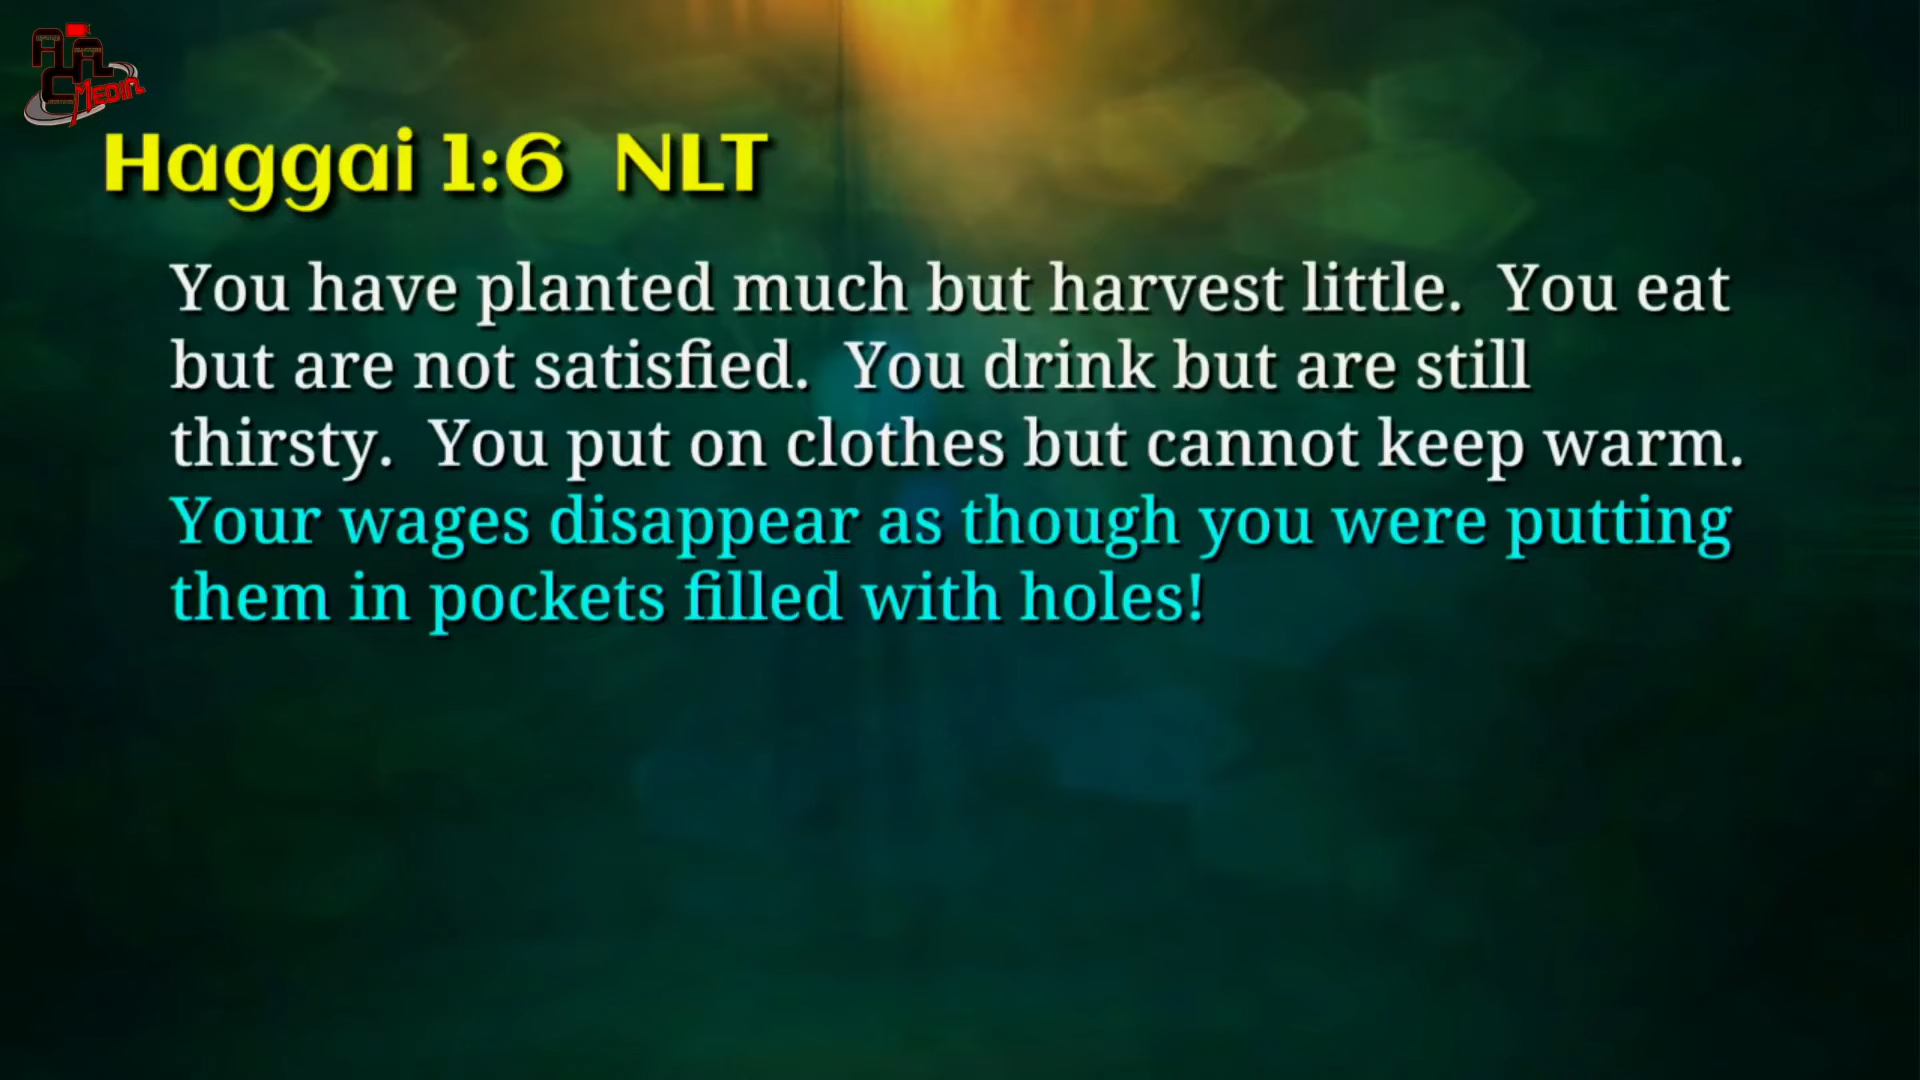 Media
Haggai 1:6  NLT
You have planted much but harvest little.  You eat
but are not satisfied.  You drink but are still
thirsty.  You put on clothes but cannot keep warm.
Your wages disappear as though you were putting
them in pockets filled with holes!